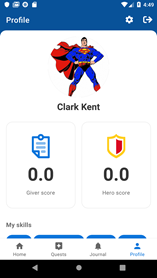 4:49
Profile
Clark Kent
0.0 0.0
Giver score Hero score
My skills
Home Quests Journal Profile